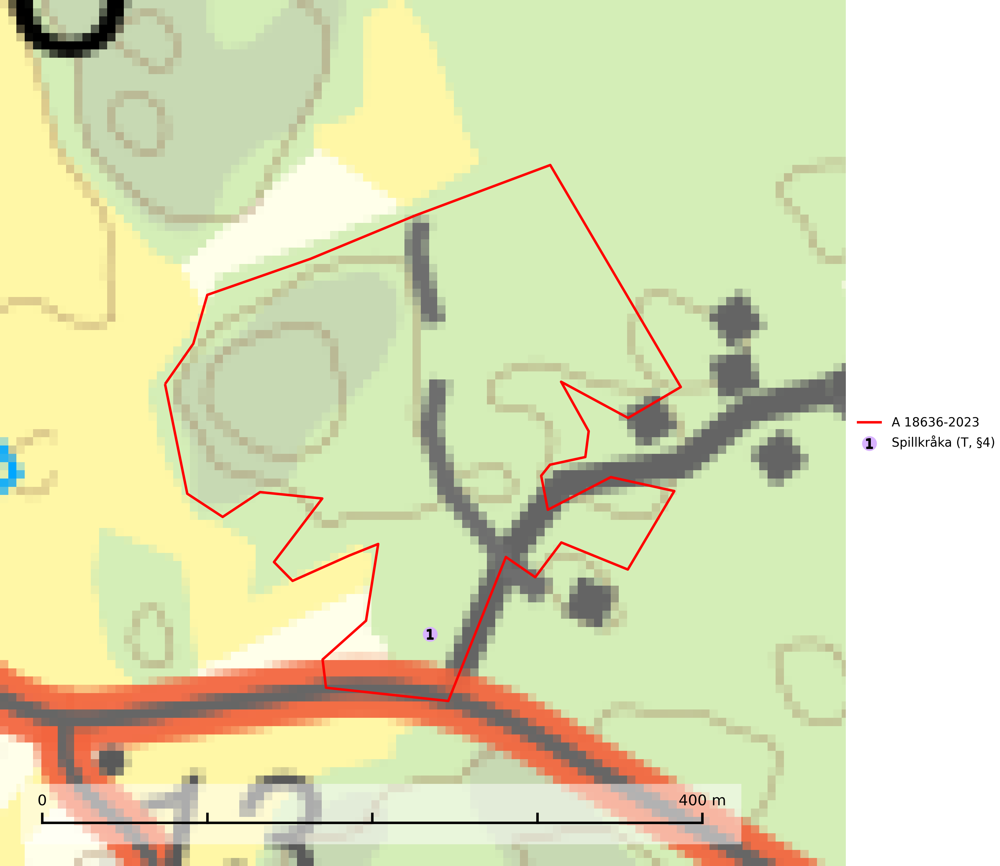 A 18636-2023
1 Spillkråka (T, §4)
1
0 400 m